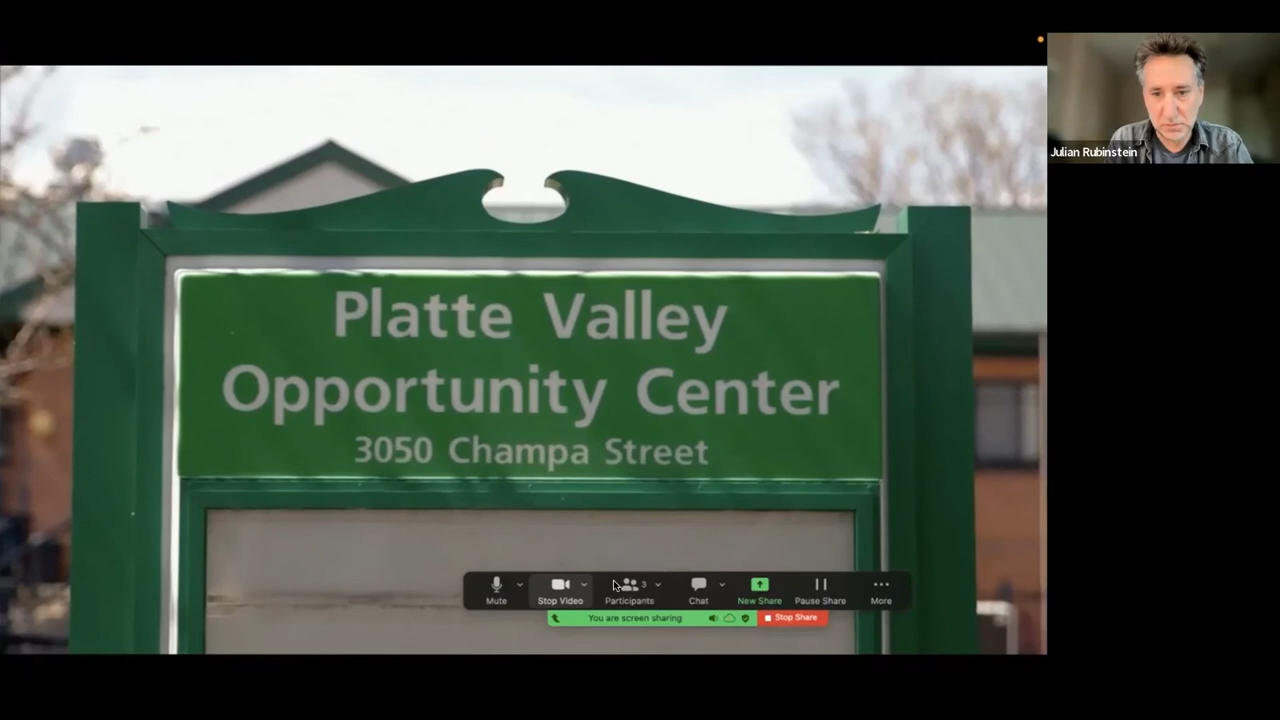 Julian Rubinstein
Platte Valley
Opportunity Center
3050 Champa Street
3
Mute
Stop Video
Participants
Chat
New Share
Pause Share
More
You are screen sharing
Stop Share